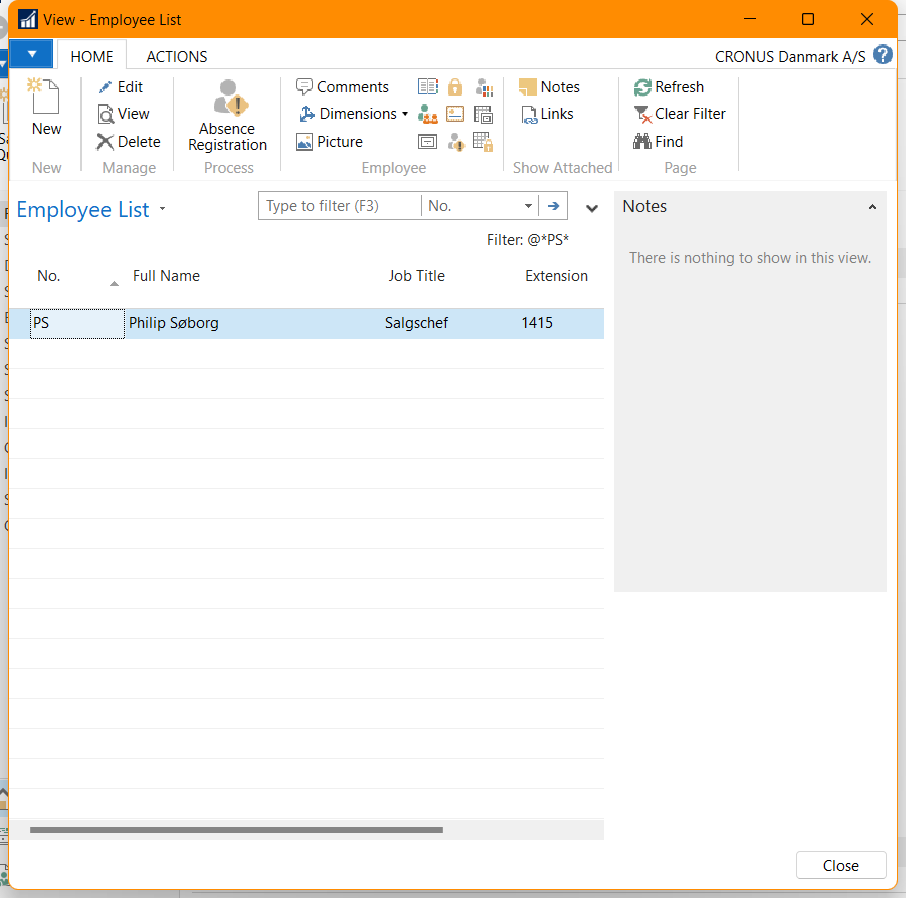 View - Employee List
HOME ACTIONS CRONUS Danmark A/S ?
New
New
Edit
View
Delete
Manage
Absence
Registration
Process
Comments
Dimensions
Picture
Employee
Notes
Links
Show Attached
Refresh
Clear Filter
Find
Page
Employee List
Type to filter (F3) No.
Filter: @*PS*
Notes
There is nothing to show in this view.
No. Full Name Job Title Extension
PS Philip Søborg Salgschef 1415
Close